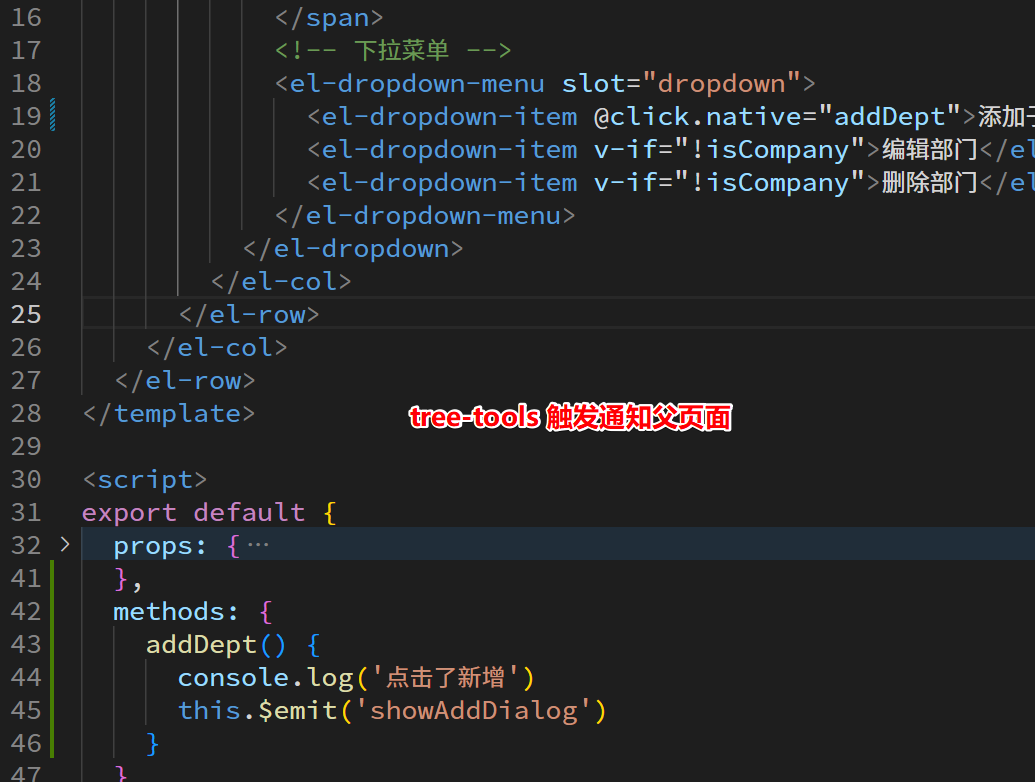 16 </span>
17 <!-- 下拉菜单 -->
18 <el-dropdown-menu slot="dropdown">
19 <el-dropdown-item @click.native="addDept">添加
20 <el-dropdown-item v-if="!isCompany">编辑部门</el
21 <el-dropdown-item v-if="!isCompany">删除部门</el
22 </el-dropdown-menu>
23 </el-dropdown>
24 </el-col>
25 </el-row>
26 </el-col>
27 </el-row>
28 </template>
tree-tools 触发通知父页面
29
30 <script>
31 export default {
32 props: {···
41 },
42 methods: {
43 addDept() {
44 console.log('点击了新增')
45 this.$emit('showAddDialog')
46 }
47 }